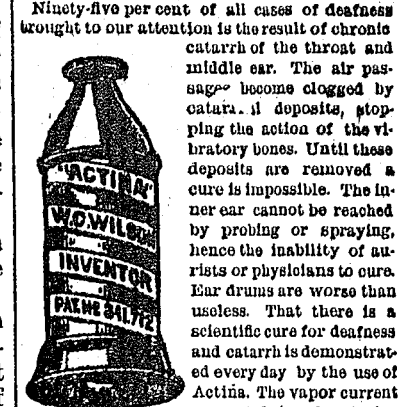 Ninety-five per cent of all cases of deafness
brought to our attention is the result of chronic
catarrh of the throat and
middle ear. The air pas-
sages become clogged by
catarrhal deposits, stop-
ping the action of the vi-
bratory bones. Until these
deposits are removed a
cure is impossible. The in-
ner ear cannot be reached
by probing or spraying,
hence the inability of au-
rists or physicians to cure.
Ear drums are worse than
useless. That there is a
scientific cure for deafness
and catarrh is demonstrat-
ed every day by the use of
Actina. The vapor current
"ACTINA"
W.C. WILSON
INVENTOR
PAT. NO 341,712